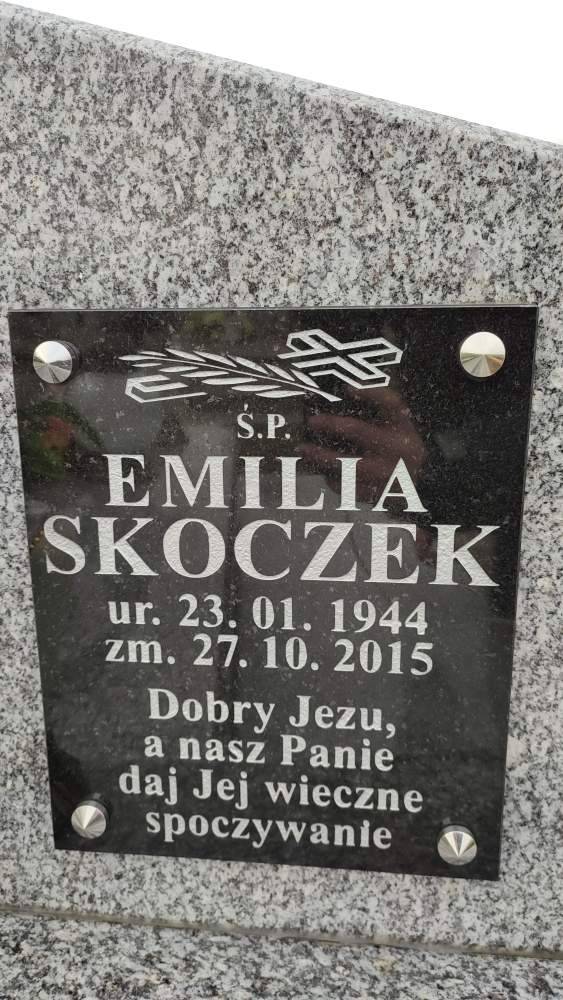 Ś.P.
EMILIA
SKOCZEK
ur. 23. 01. 1944
zm. 27. 10. 2015
Dobry Jezu,
a nasz Panie
daj Jej wieczne
spoczywanie